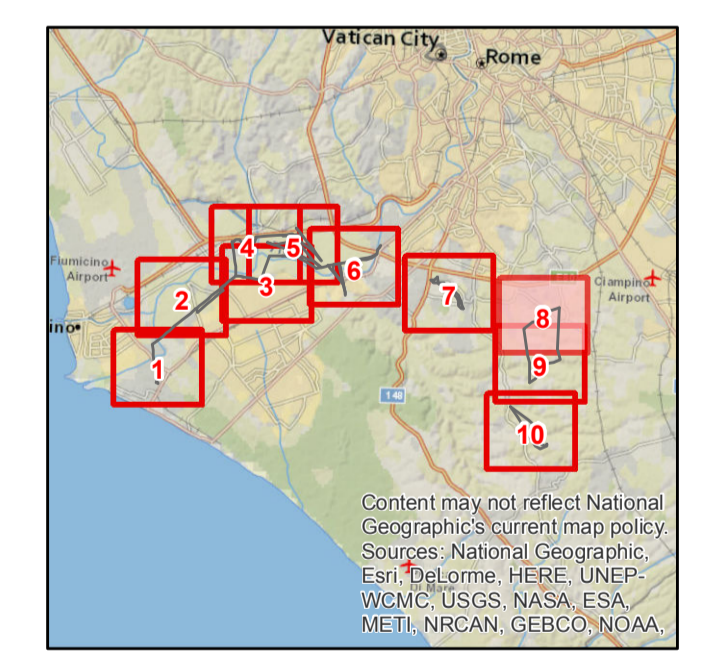 Vatican City
Rome
Fiumicino
Airport
ino
4
5
6
2
3
7
Ciampino
Airport
8
1
9
148
10
Content may not reflect National
Geographic's current map policy.
Sources: National Geographic,
Esri, DeLorme, HERE, UNEP-
Di Mare
WCMC, USGS, NASA, ESA,
METI, NRCAN, GEBCO, NOAA,